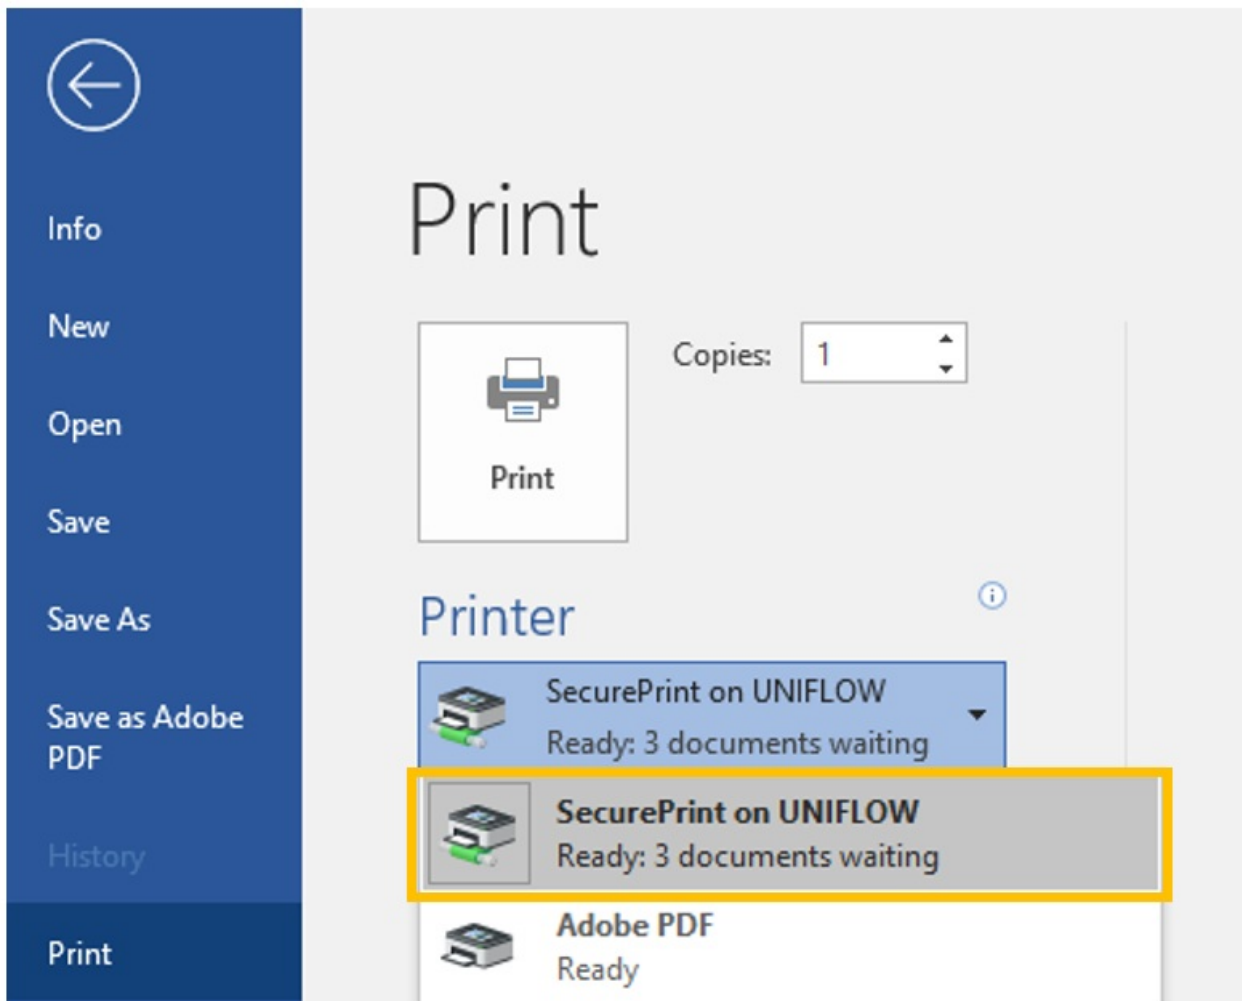 Info
New
Open
Save
Save As
Save as Adobe
PDF
History
Print
Print
Print
Copies:
1
Printer
SecurePrint on UNIFLOW
Ready: 3 documents waiting
SecurePrint on UNIFLOW
Ready: 3 documents waiting
Adobe PDF
Ready